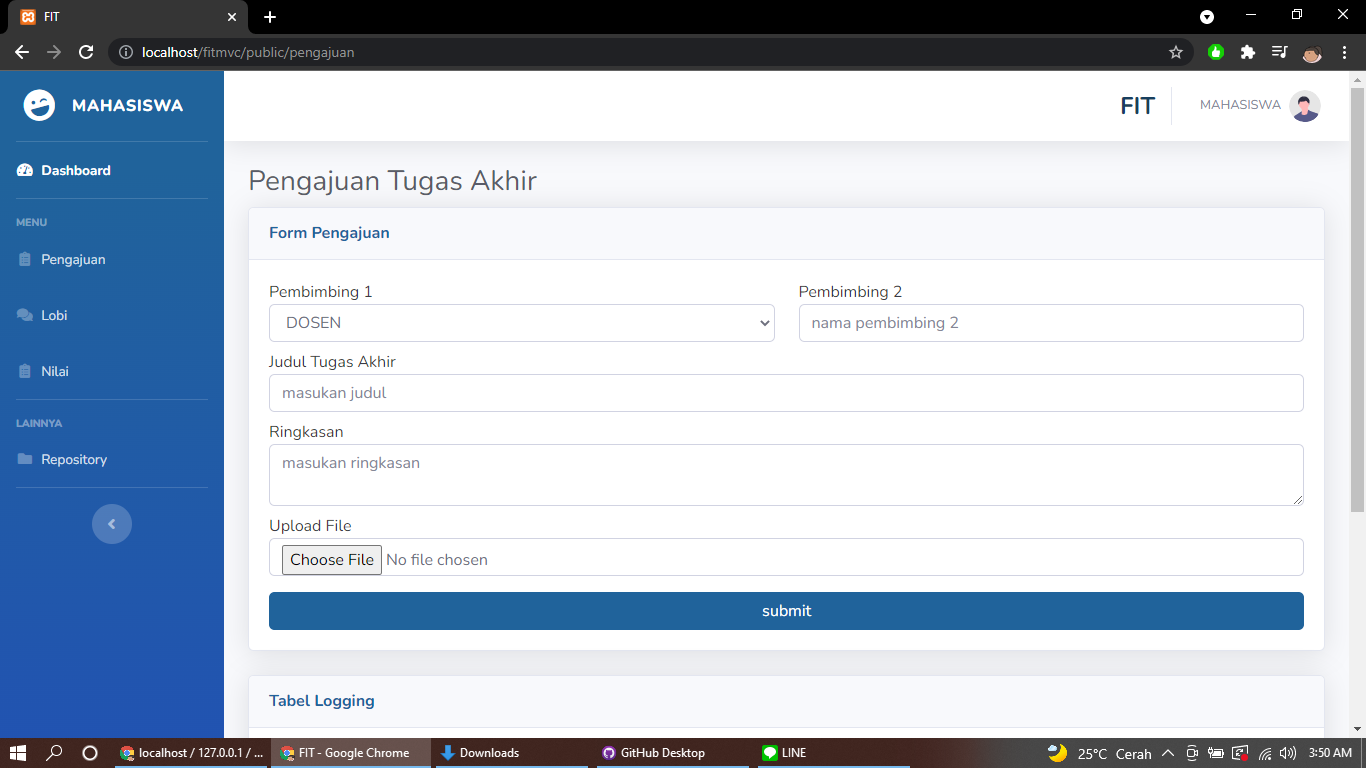 FIT
localhost/fitmvc/public/pengajuan
MAHASISWA
FIT
MAHASISWA
Dashboard
MENU
Pengajuan
Lobi
Nilai
LAINNYA
Repository
Pengajuan Tugas Akhir
Form Pengajuan
Pembimbing 1
Pembimbing 2
DOSEN
nama pembimbing 2
Judul Tugas Akhir
masukan judul
Ringkasan
masukan ringkasan
Upload File
Choose File No file chosen
submit
Tabel Logging
localhost / 127.0.0.1 / ...
FIT - Google Chrome
Downloads
GitHub Desktop
LINE
25°C Cerah
3:50 AM